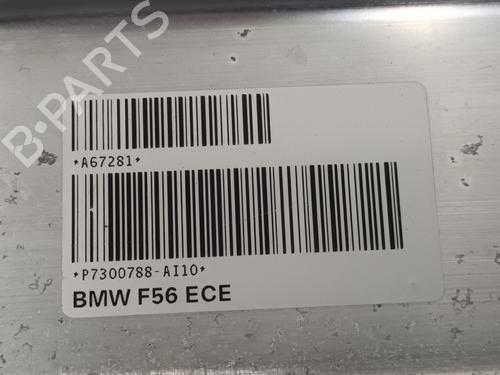 B-PARTS
*A67281*
*P7300788-AI10*
BMW F56 ECE